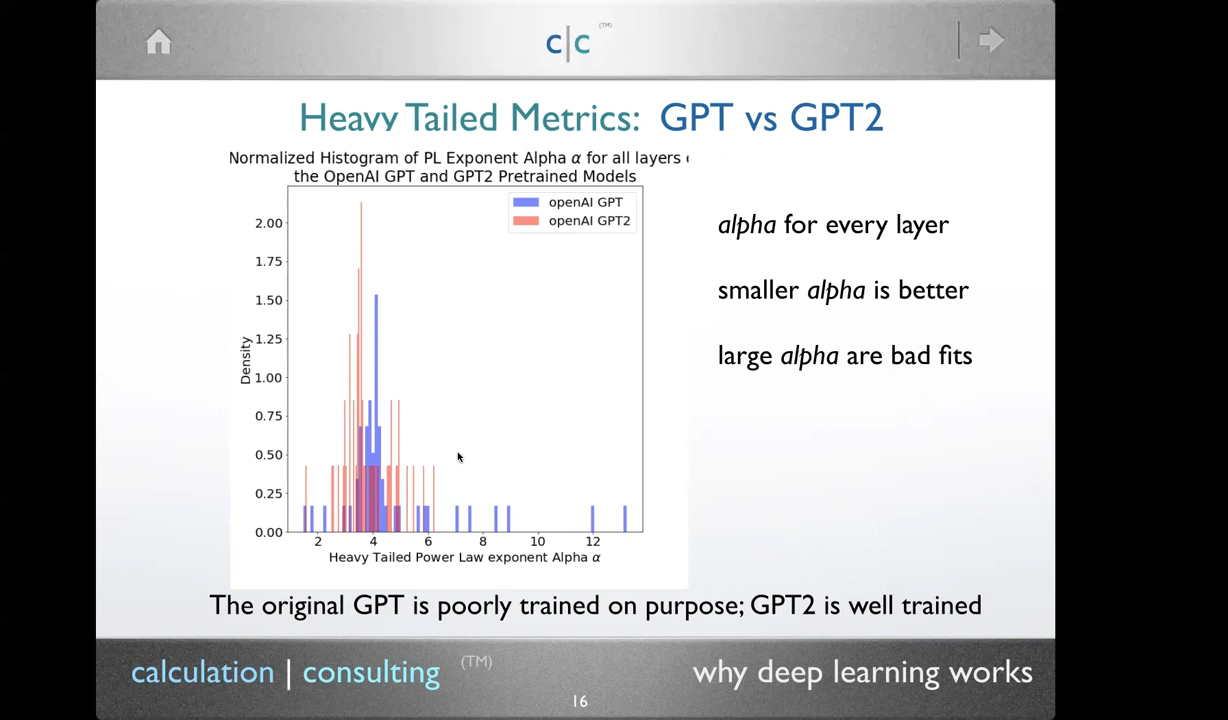 c|c (TM)
Heavy Tailed Metrics: GPT vs GPT2
Normalized Histogram of PL Exponent Alpha α for all layers
the OpenAI GPT and GPT2 Pretrained Models
openAI GPT
openAI GPT2
2.00
1.75
1.50
1.25
1.00
0.75
0.50
0.25
0.00
Density
2 4 6 8 10 12
Heavy Tailed Power Law exponent Alpha α
alpha for every layer
smaller alpha is better
large alpha are bad fits
The original GPT is poorly trained on purpose; GPT2 is well trained
calculation | consulting (TM)
why deep learning works
16